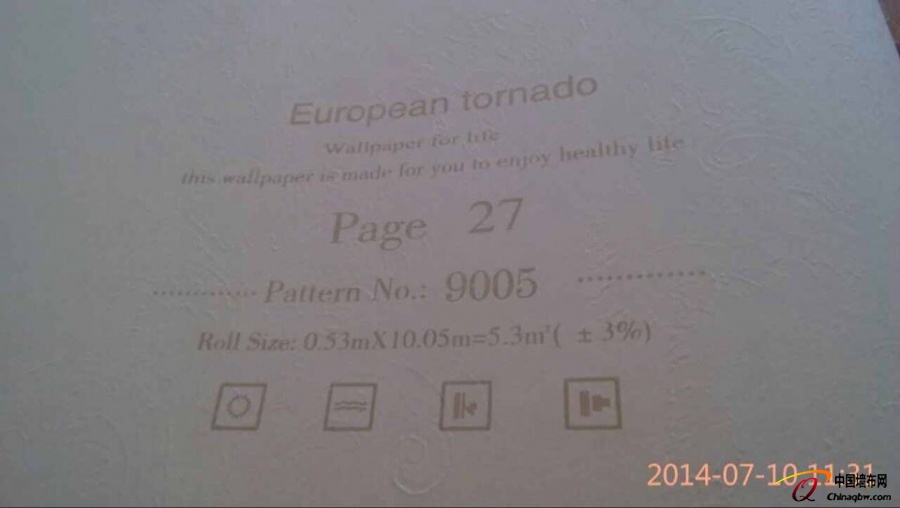 European tornado
Wallpaper for life
this wallpaper is made for you to enjoy healthy life
Page 27
Pattern No.: 9005
Roll Size: 0.53mX10.05m=5.3m²( ± 3%)
2014-07-10 11:21
中国墙布网
Chinaqbw.com